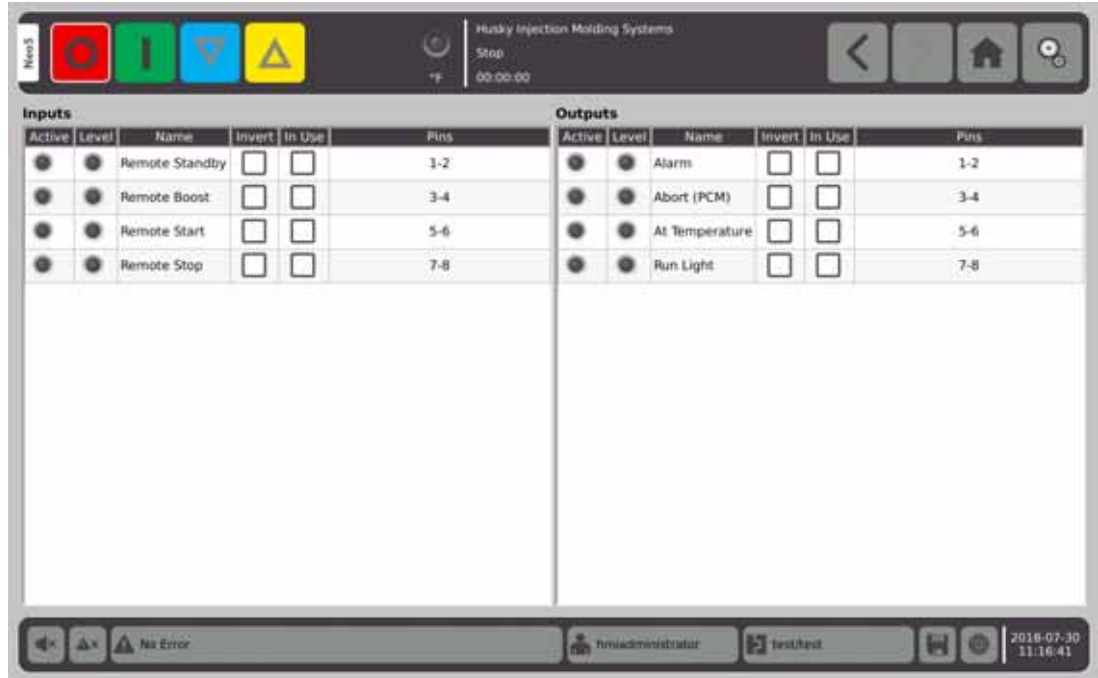 Neo5
Husky Injection Molding Systems
Stop
°F
00:00:00
Inputs
Active Level Name Invert In Use Pins
Remote Standby 1-2
Remote Boost 3-4
Remote Start 5-6
Remote Stop 7-8
Outputs
Active Level Name Invert In Use Pins
Alarm 1-2
Abort (PCM) 3-4
At Temperature 5-6
Run Light 7-8
No Error
hmiadministrator
test/test
2018-07-30
11:16:41